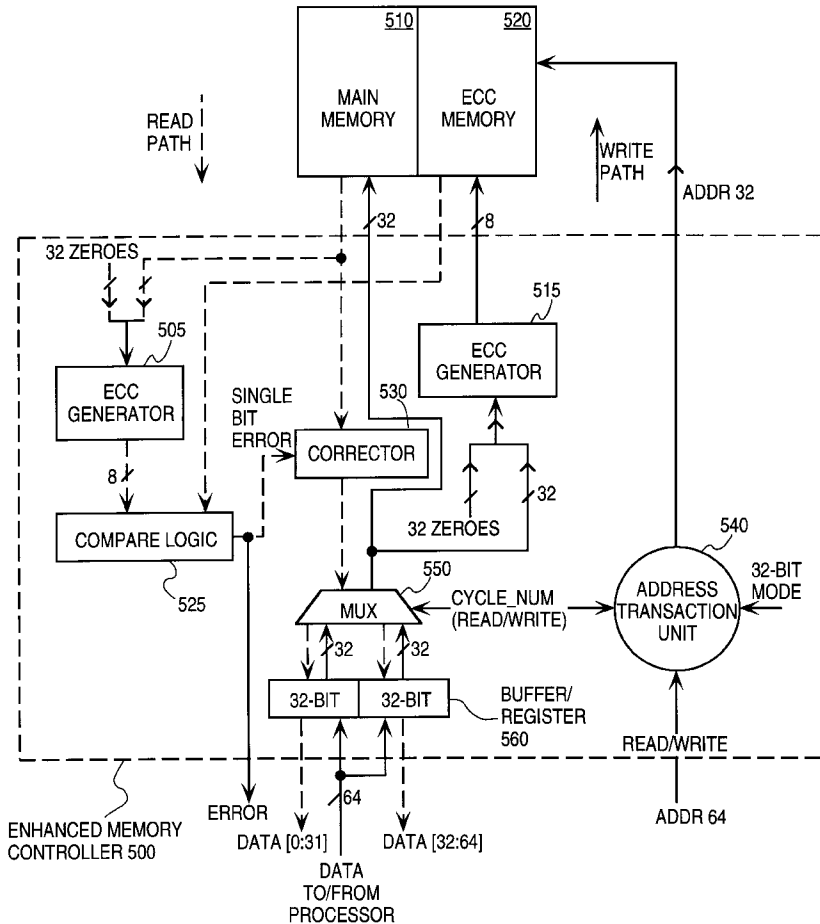 510
520
MAIN
MEMORY
ECC
MEMORY
READ
PATH
WRITE
PATH
ADDR 32
32
8
32 ZEROES
505
515
ECC
GENERATOR
ECC
GENERATOR
SINGLE
BIT
ERROR
530
CORRECTOR
8
32
32 ZEROES
COMPARE LOGIC
525
540
550
MUX
CYCLE_NUM
(READ/WRITE)
ADDRESS
TRANSACTION
UNIT
32-BIT
MODE
32
32
32-BIT
32-BIT
BUFFER/
REGISTER
560
READ/WRITE
64
ERROR
ADDR 64
ENHANCED MEMORY
CONTROLLER 500
DATA [0:31]
DATA [32:64]
DATA
TO/FROM
PROCESSOR